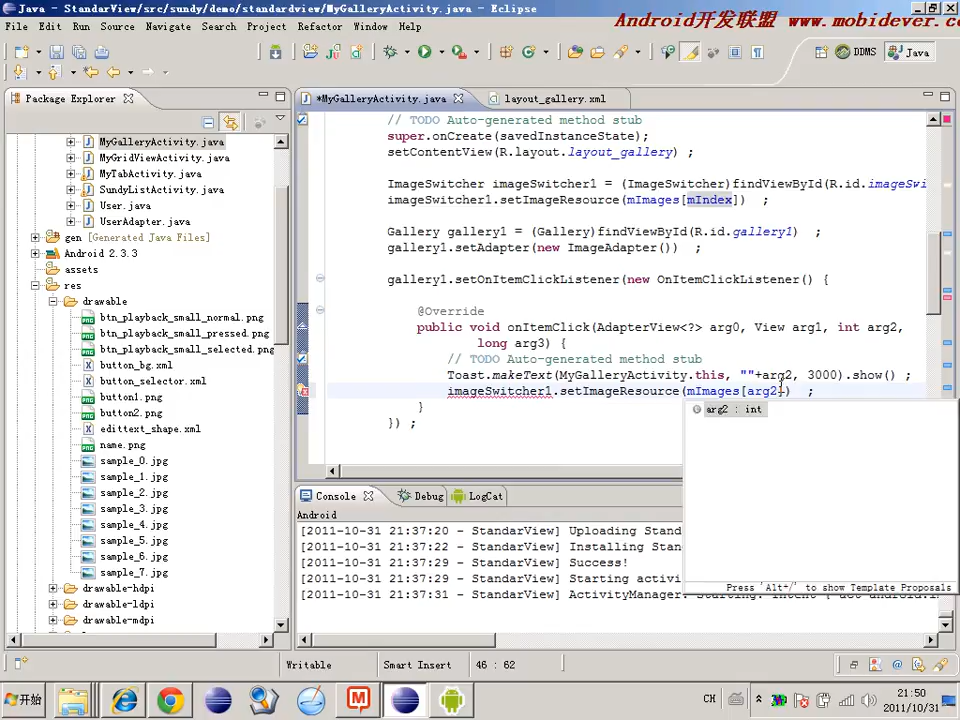 Java - StandarView/src/sundy/demo/standardview/MyGalleryActivity.java - Eclipse
Android开发联盟 www.mobidever.com
File Edit Run Source Navigate Search Project Refactor Window Help
DDMS Java
Package Explorer
*MyGalleryActivity.java layout_gallery.xml
MyGalleryActivity.java
MyGridViewActivity.java
MyTabActivity.java
SundyListActivity.java
User.java
UserAdapter.java
gen [Generated Java Files]
Android 2.3.3
assets
res
drawable
btn_playback_small_normal.png
btn_playback_small_pressed.png
btn_playback_small_selected.png
button_bg.xml
button_selector.xml
button1.png
button2.png
edittext_shape.xml
name.png
sample_0.jpg
sample_1.jpg
sample_2.jpg
sample_3.jpg
sample_4.jpg
sample_5.jpg
sample_6.jpg
sample_7.jpg
drawable-hdpi
drawable-ldpi
drawable-mdpi
// TODO Auto-generated method stub
super.onCreate(savedInstanceState);
setContentView(R.layout.layout_gallery) ;
ImageSwitcher imageSwitcher1 = (ImageSwitcher)findViewById(R.id.imageSwi
imageSwitcher1.setImageResource(mImages[mIndex]) ;
Gallery gallery1 = (Gallery)findViewById(R.id.gallery1) ;
gallery1.setAdapter(new ImageAdapter()) ;
gallery1.setOnItemClickListener(new OnItemClickListener() {
@Override
public void onItemClick(AdapterView<?> arg0, View arg1, int arg2,
long arg3) {
// TODO Auto-generated method stub
Toast.makeText(MyGalleryActivity.this, ""+arg2, 3000).show() ;
imageSwitcher1.setImageResource(mImages[arg2]) ;
}
}) ;
arg2 : int
Press 'Alt+/' to show Template Proposals
Console Debug LogCat
Android
[2011-10-31 21:37:20 - StandarView] Uploading Stand
[2011-10-31 21:37:22 - StandarView] Installing Stan
[2011-10-31 21:37:29 - StandarView] Success!
[2011-10-31 21:37:29 - StandarView] Starting activi
[2011-10-31 21:37:31 - StandarView] ActivityManager:
Writable Smart Insert 46 : 62
开始
CH
21:50
2011/10/31